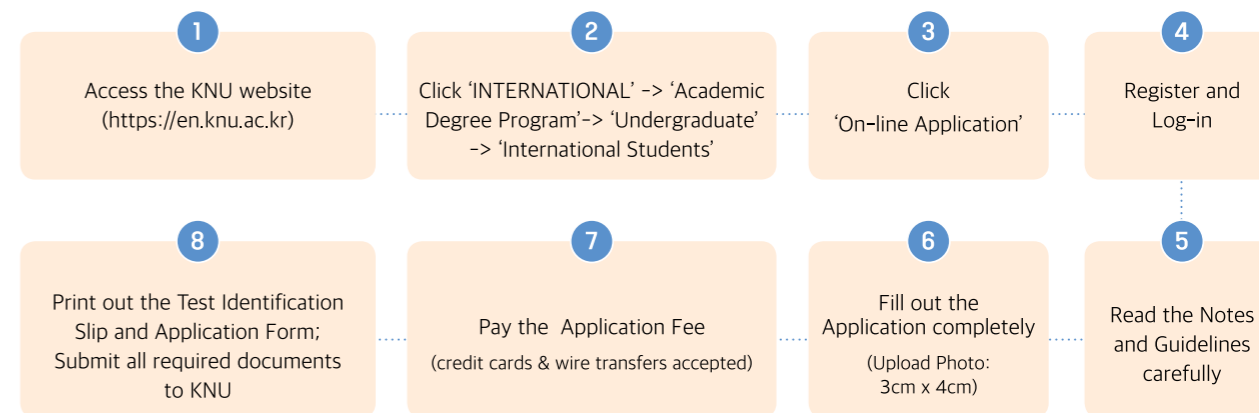 1
Access the KNU website
(https://en.knu.ac.kr)
2
Click ‘INTERNATIONAL’ -> ‘Academic
Degree Program’-> ‘Undergraduate’
-> ‘International Students’
3
Click
‘On-line Application’
4
Register and
Log-in
5
Read the Notes
and Guidelines
carefully
6
Fill out the
Application completely
(Upload Photo:
3cm x 4cm)
7
Pay the Application Fee
(credit cards & wire transfers accepted)
8
Print out the Test Identification
Slip and Application Form;
Submit all required documents
to KNU